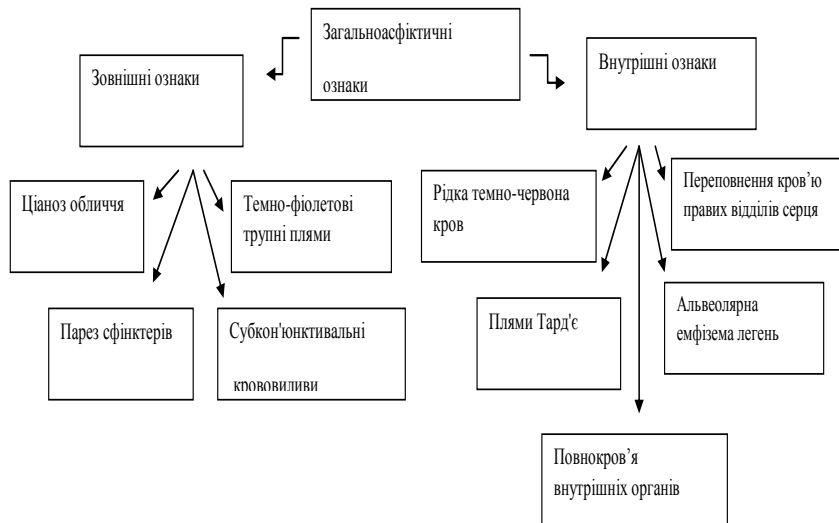 Загальноасфіктичні
ознаки
Зовнішні ознаки
Внутрішні ознаки
Ціаноз обличчя
Темно-фіолетові
трупні плями
Рідка темно-червона
кров
Переповнення кров’ю
правих відділів серця
Парез сфінктерів
Субкон'юнктивальні
крововиливи
Плями Тард'є
Альвеолярна
емфізема легень
Повнокров’я
внутрішніх органів